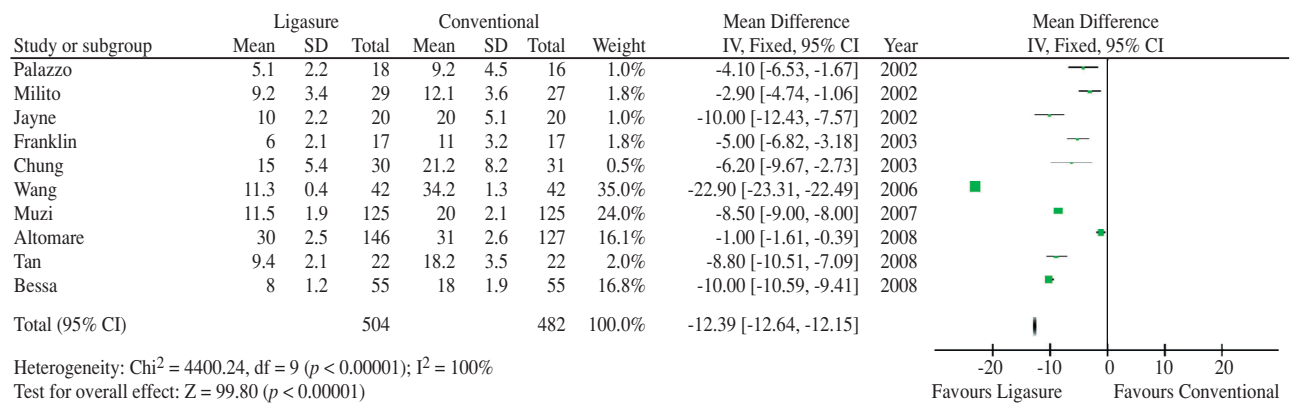 Ligasure Conventional Mean Difference Mean Difference
Study or subgroup Mean SD Total Mean SD Total Weight IV, Fixed, 95% CI Year IV, Fixed, 95% CI
Palazzo 5.1 2.2 18 9.2 4.5 16 1.0% -4.10 [-6.53, -1.67] 2002
Milito 9.2 3.4 29 12.1 3.6 27 1.8% -2.90 [-4.74, -1.06] 2002
Jayne 10 2.2 20 20 5.1 20 1.0% -10.00 [-12.43, -7.57] 2002
Franklin 6 2.1 17 11 3.2 17 1.8% -5.00 [-6.82, -3.18] 2003
Chung 15 5.4 30 21.2 8.2 31 0.5% -6.20 [-9.67, -2.73] 2003
Wang 11.3 0.4 42 34.2 1.3 42 35.0% -22.90 [-23.31, -22.49] 2006
Muzi 11.5 1.9 125 20 2.1 125 24.0% -8.50 [-9.00, -8.00] 2007
Altomare 30 2.5 146 31 2.6 127 16.1% -1.00 [-1.61, -0.39] 2008
Tan 9.4 2.1 22 18.2 3.5 22 2.0% -8.80 [-10.51, -7.09] 2008
Bessa 8 1.2 55 18 1.9 55 16.8% -10.00 [-10.59, -9.41] 2008
Total (95% CI) 504 482 100.0% -12.39 [-12.64, -12.15]
Heterogeneity: Chi² = 4400.24, df = 9 (p < 0.00001); I² = 100%
Test for overall effect: Z = 99.80 (p < 0.00001)
-20 -10 0 10 20
Favours Ligasure Favours Conventional